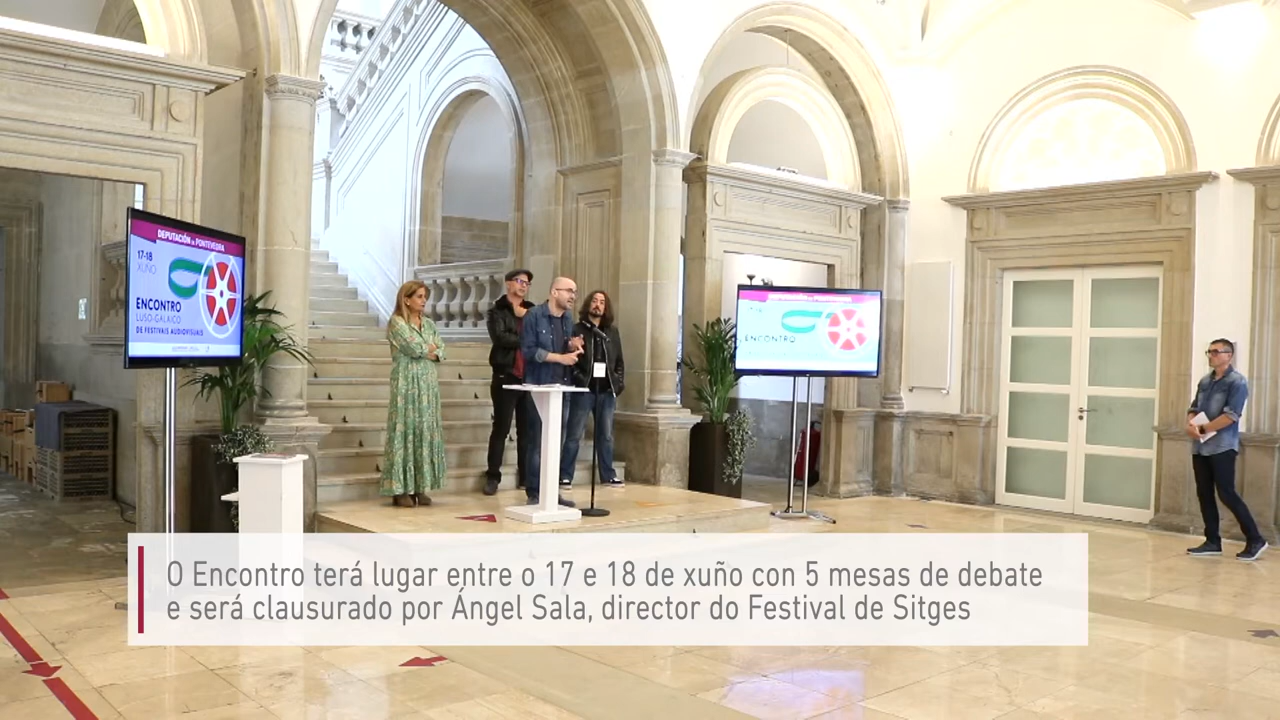 DEPUTACIÓN DE PONTEVEDRA
17-18
XUÑO
ENCONTRO
LUSO-GALAICO
DE FESTIVAIS AUDIOVISUAIS
ENCONTRO
O Encontro terá lugar entre o 17 e 18 de xuño con 5 mesas de debate
e será clausurado por Ángel Sala, director do Festival de Sitges